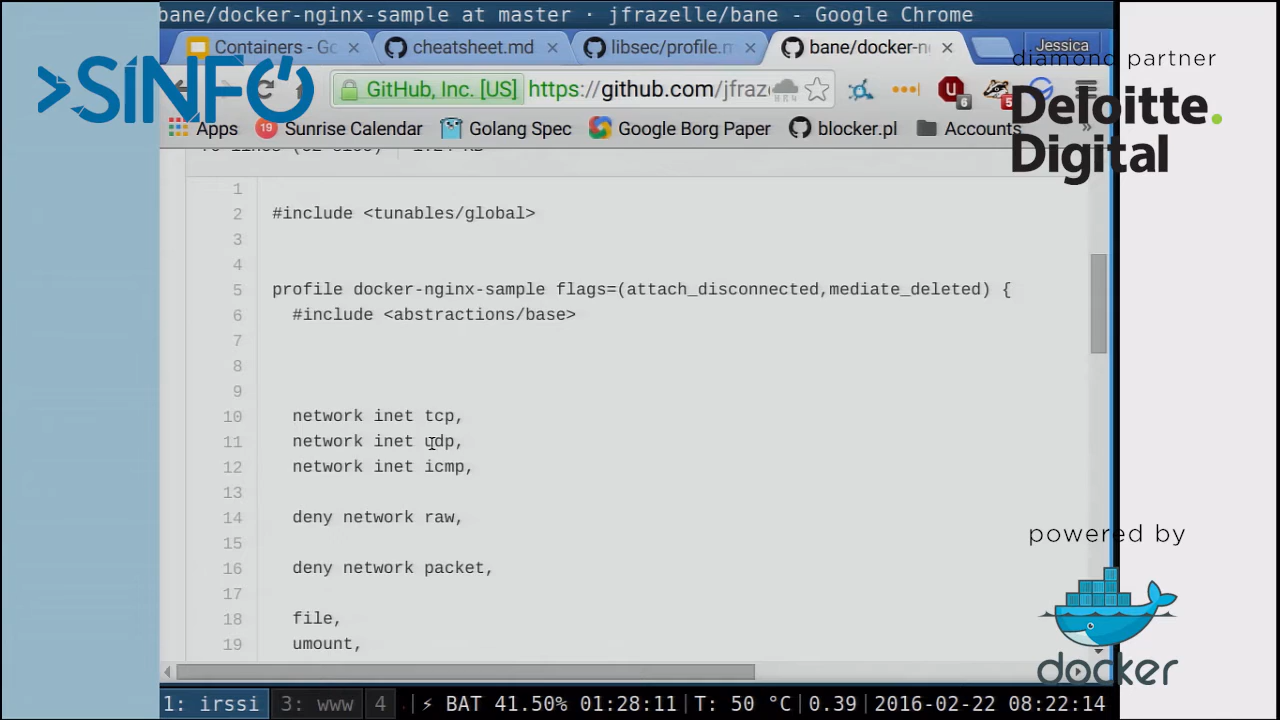 bane/docker-nginx-sample at master · jfrazelle/bane - Google Chrome
Containers - Go
cheatsheet.md
libsec/profile.m
bane/docker-n
Jessica
>SINFO
diamond partner
Deloitte.
Digital
GitHub, Inc. [US]
https://github.com/jfraz
6
5
Apps
19 Sunrise Calendar
Golang Spec
Google Borg Paper
blocker.pl
Accounts
»
1
2 #include <tunables/global>
3
4
5 profile docker-nginx-sample flags=(attach_disconnected,mediate_deleted) {
6 #include <abstractions/base>
7
8
9
10 network inet tcp,
11 network inet udp,
12 network inet icmp,
13
14 deny network raw,
15
16 deny network packet,
17
18 file,
19 umount,
powered by
docker
1: irssi 3: www 4 ⚡ BAT 41.50% 01:28:11 T: 50 °C 0.39 2016-02-22 08:22:14